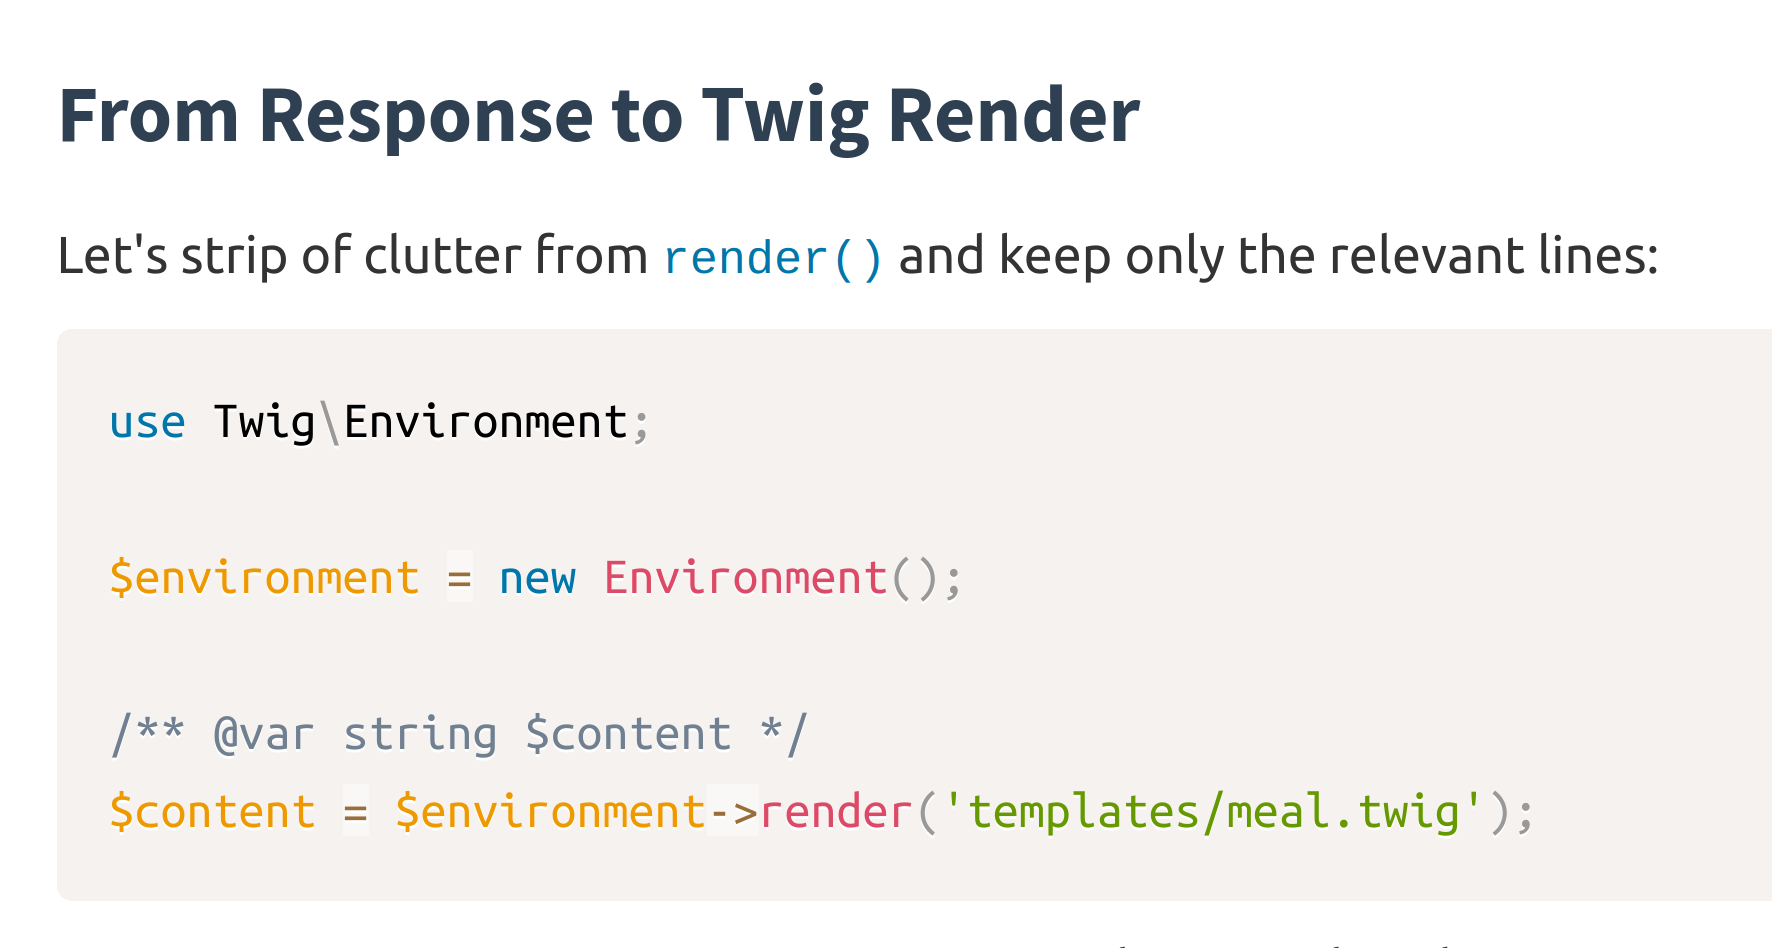 From Response to Twig Render
Let's strip of clutter from render() and keep only the relevant lines:
use Twig\Environment;
$environment = new Environment();
/** @var string $content */
$content = $environment->render('templates/meal.twig');